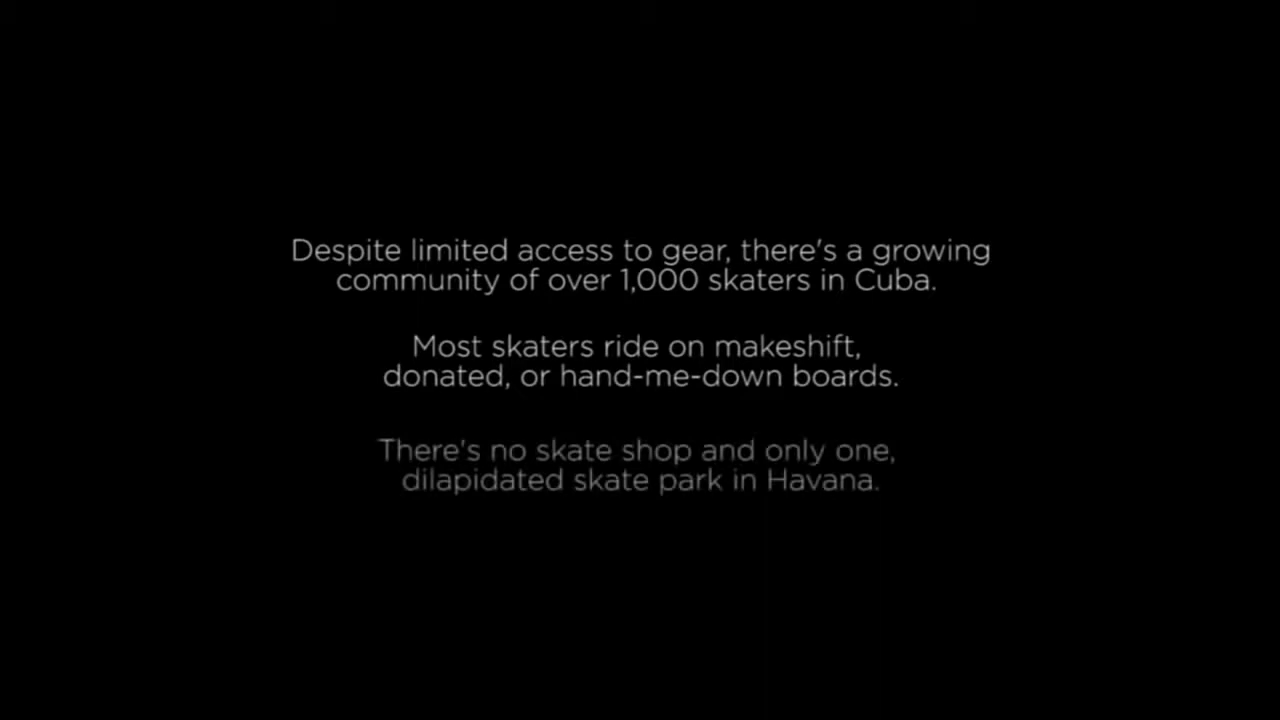 Despite limited access to gear, there's a growing
community of over 1,000 skaters in Cuba.
Most skaters ride on makeshift,
donated, or hand-me-down boards.
There's no skate shop and only one,
dilapidated skate park in Havana.